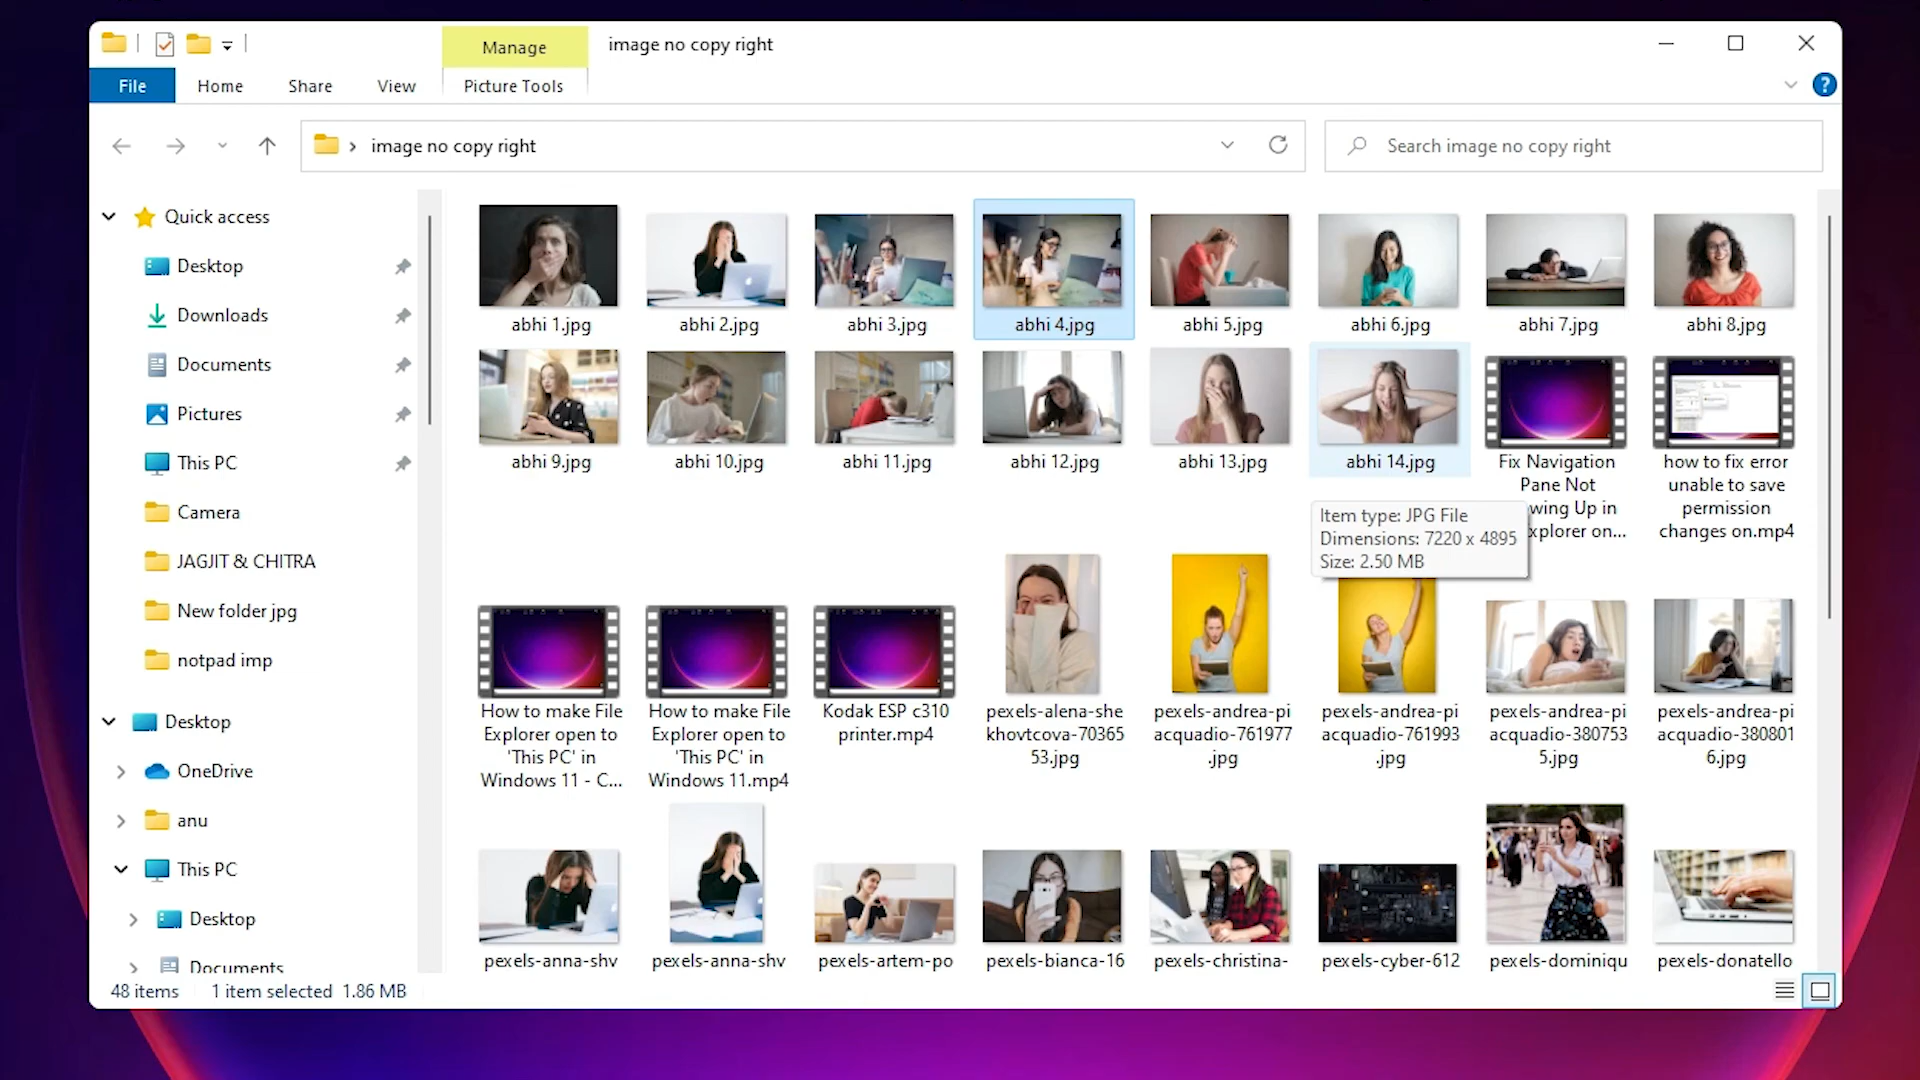 Manage
image no copy right
File
Home
Share
View
Picture Tools
?
image no copy right
Search image no copy right
Quick access
Desktop
Downloads
Documents
Pictures
This PC
Camera
JAGJIT & CHITRA
New folder jpg
notpad imp
Desktop
OneDrive
anu
This PC
Desktop
Documents
abhi 1.jpg
abhi 2.jpg
abhi 3.jpg
abhi 4.jpg
abhi 5.jpg
abhi 6.jpg
abhi 7.jpg
abhi 8.jpg
abhi 9.jpg
abhi 10.jpg
abhi 11.jpg
abhi 12.jpg
abhi 13.jpg
abhi 14.jpg
Fix Navigation
Pane Not
wing Up in
xplorer on...
how to fix error
unable to save
permission
changes on.mp4
Item type: JPG File
Dimensions: 7220 x 4895
Size: 2.50 MB
How to make File
Explorer open to
'This PC' in
Windows 11 - C...
How to make File
Explorer open to
'This PC' in
Windows 11.mp4
Kodak ESP c310
printer.mp4
pexels-alena-she
khovtcova-70365
53.jpg
pexels-andrea-pi
acquadio-761977
.jpg
pexels-andrea-pi
acquadio-761993
.jpg
pexels-andrea-pi
acquadio-380753
5.jpg
pexels-andrea-pi
acquadio-380801
6.jpg
pexels-anna-shv
pexels-anna-shv
pexels-artem-po
pexels-bianca-16
pexels-christina-
pexels-cyber-612
pexels-dominiqu
pexels-donatello
48 items
1 item selected 1.86 MB